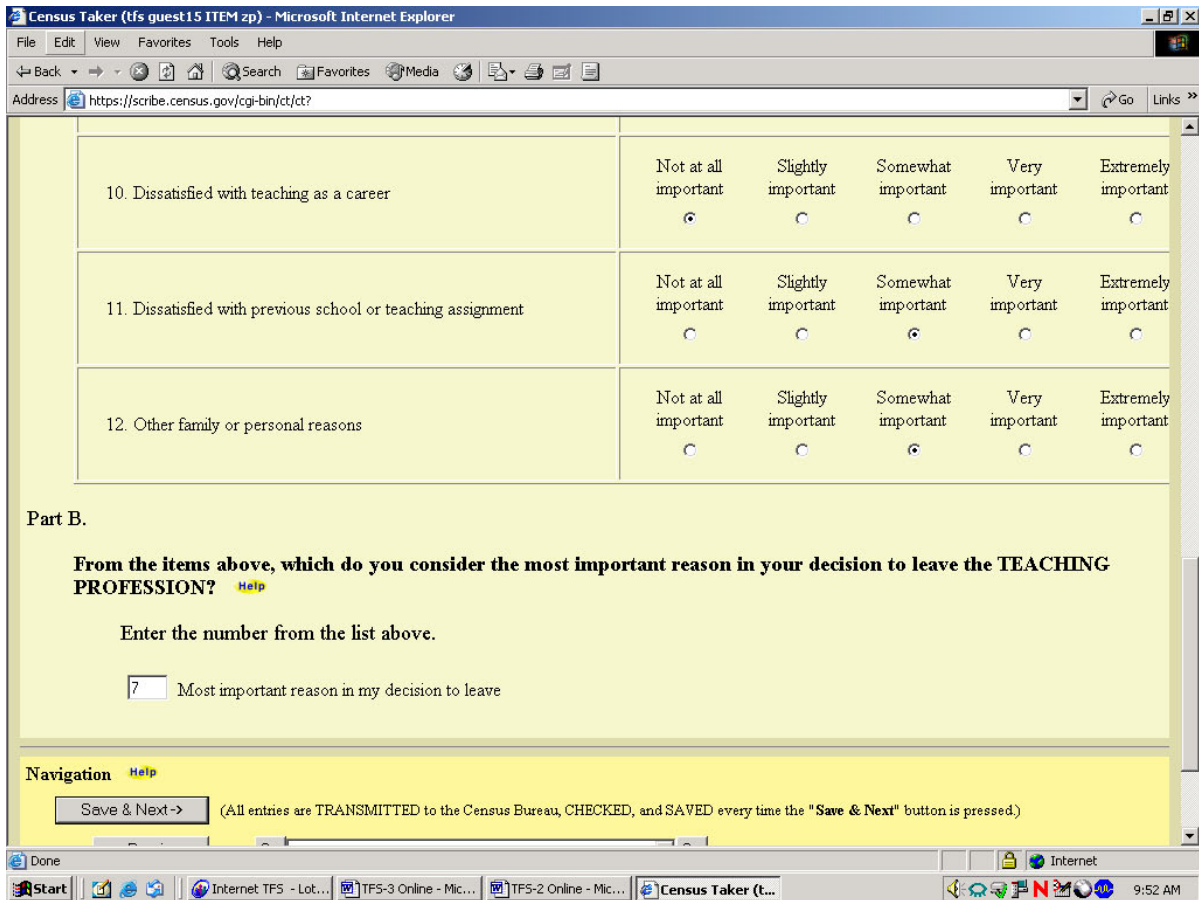 Census Taker (tfs guest15 ITEM zp) - Microsoft Internet Explorer
File Edit View Favorites Tools Help
Back Search Favorites Media
Address https://scribe.census.gov/cgi-bin/ct/ct? Go Links »
Not at all Slightly Somewhat Very Extremely
10. Dissatisfied with teaching as a career important important important important important
Not at all Slightly Somewhat Very Extremely
11. Dissatisfied with previous school or teaching assignment important important important important important
Not at all Slightly Somewhat Very Extremely
12. Other family or personal reasons important important important important important
Part B.
From the items above, which do you consider the most important reason in your decision to leave the TEACHING
PROFESSION? Help
Enter the number from the list above.
7 Most important reason in my decision to leave
Navigation Help
Save & Next-> (All entries are TRANSMITTED to the Census Bureau, CHECKED, and SAVED every time the "Save & Next" button is pressed.)
Done Internet
Start Internet TFS - Lot... TFS-3 Online - Mic... TFS-2 Online - Mic... Census Taker (t... 9:52 AM